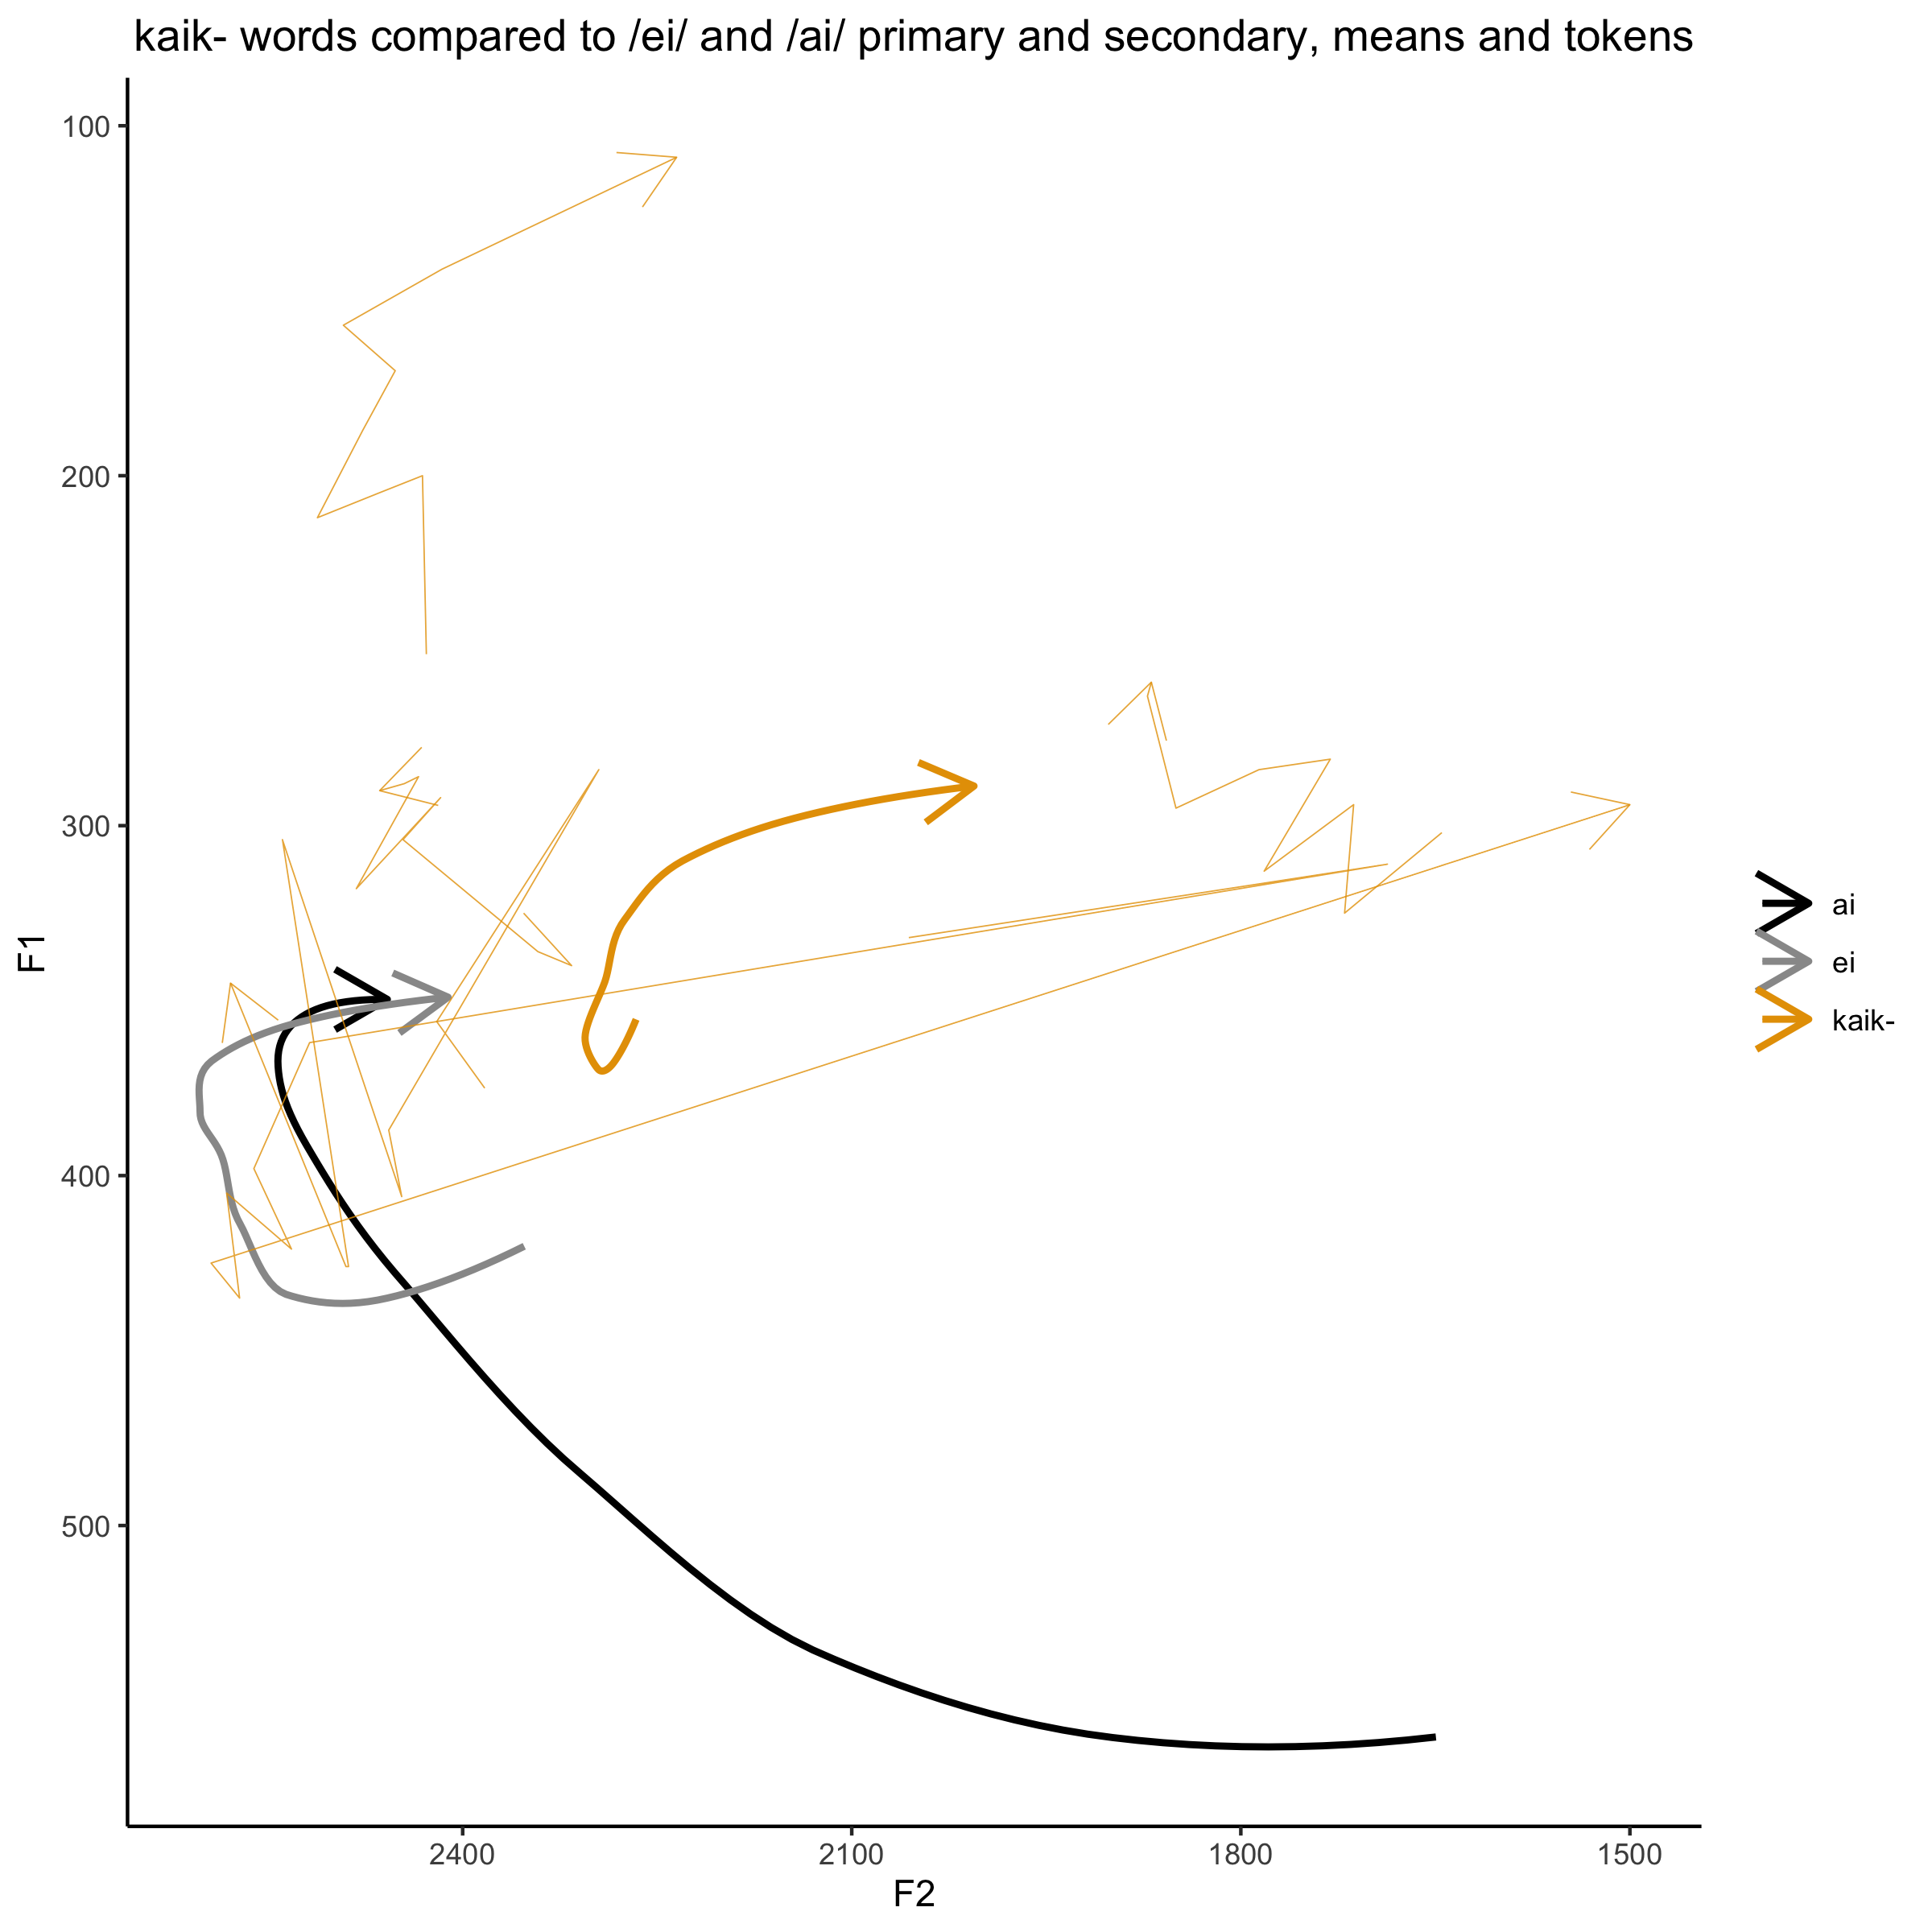 kaik- words compared to /ei/ and /ai/ primary and secondary, means and tokens
100
200
300
400
500
F1
2400
2100
1800
1500
F2
ai
ei
kaik-